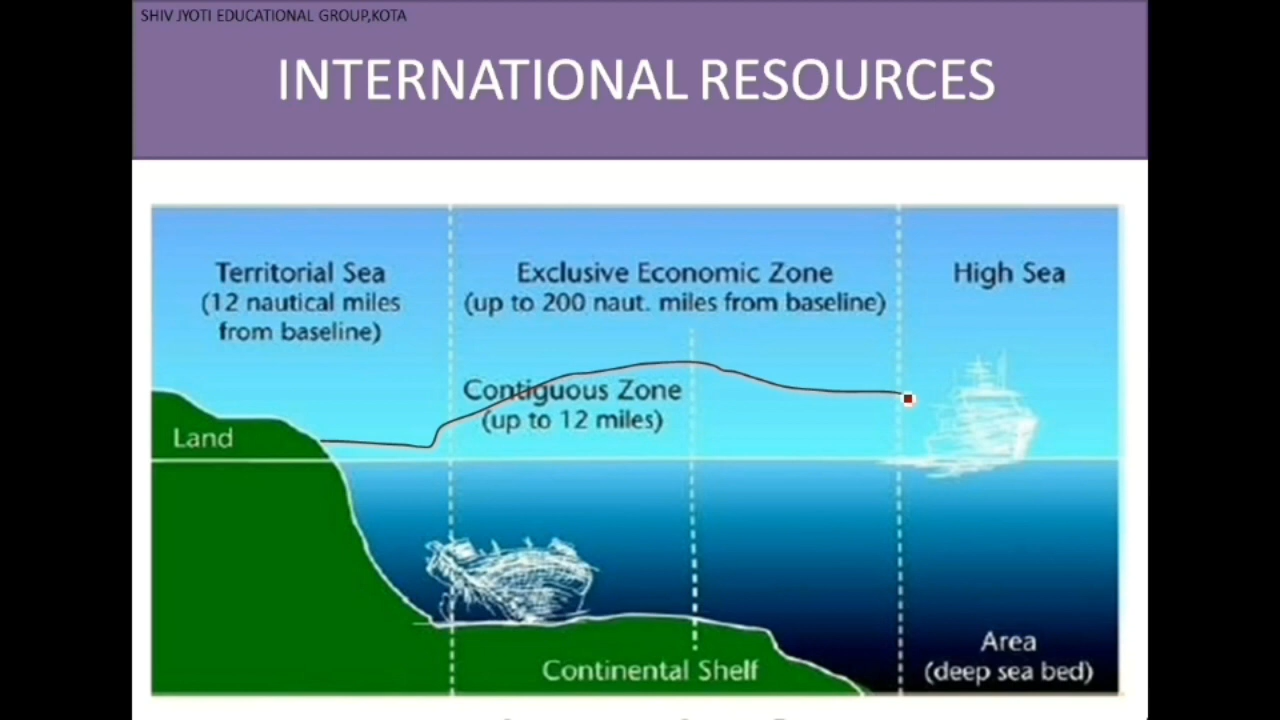 SHIV JYOTI EDUCATIONAL GROUP,KOTA
INTERNATIONAL RESOURCES
Territorial Sea
(12 nautical miles
from baseline)
Exclusive Economic Zone
(up to 200 naut. miles from baseline)
High Sea
Contiguous Zone
(up to 12 miles)
Land
Continental Shelf
Area
(deep sea bed)